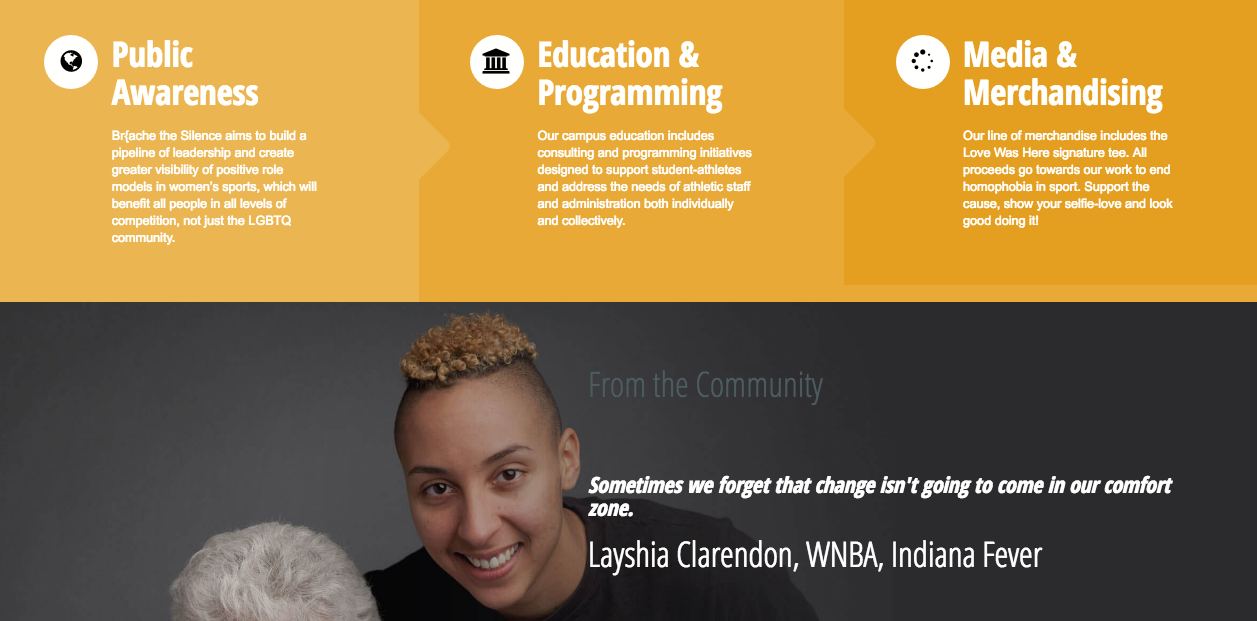 Public
Awareness
Br{ache the Silence aims to build a
pipeline of leadership and create
greater visibility of positive role
models in women's sports, which will
benefit all people in all levels of
competition, not just the LGBTQ
community.
Education &
Programming
Our campus education includes
consulting and programming initiatives
designed to support student-athletes
and address the needs of athletic staff
and administration both individually
and collectively.
Media &
Merchandising
Our line of merchandise includes the
Love Was Here signature tee. All
proceeds go towards our work to end
homophobia in sport. Support the
cause, show your selfie-love and look
good doing it!
From the Community
Sometimes we forget that change isn't going to come in our comfort
zone.
Layshia Clarendon, WNBA, Indiana Fever